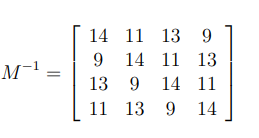 14 11 13 9
9 14 11 13
M⁻¹ =
13 9 14 11
11 13 9 14